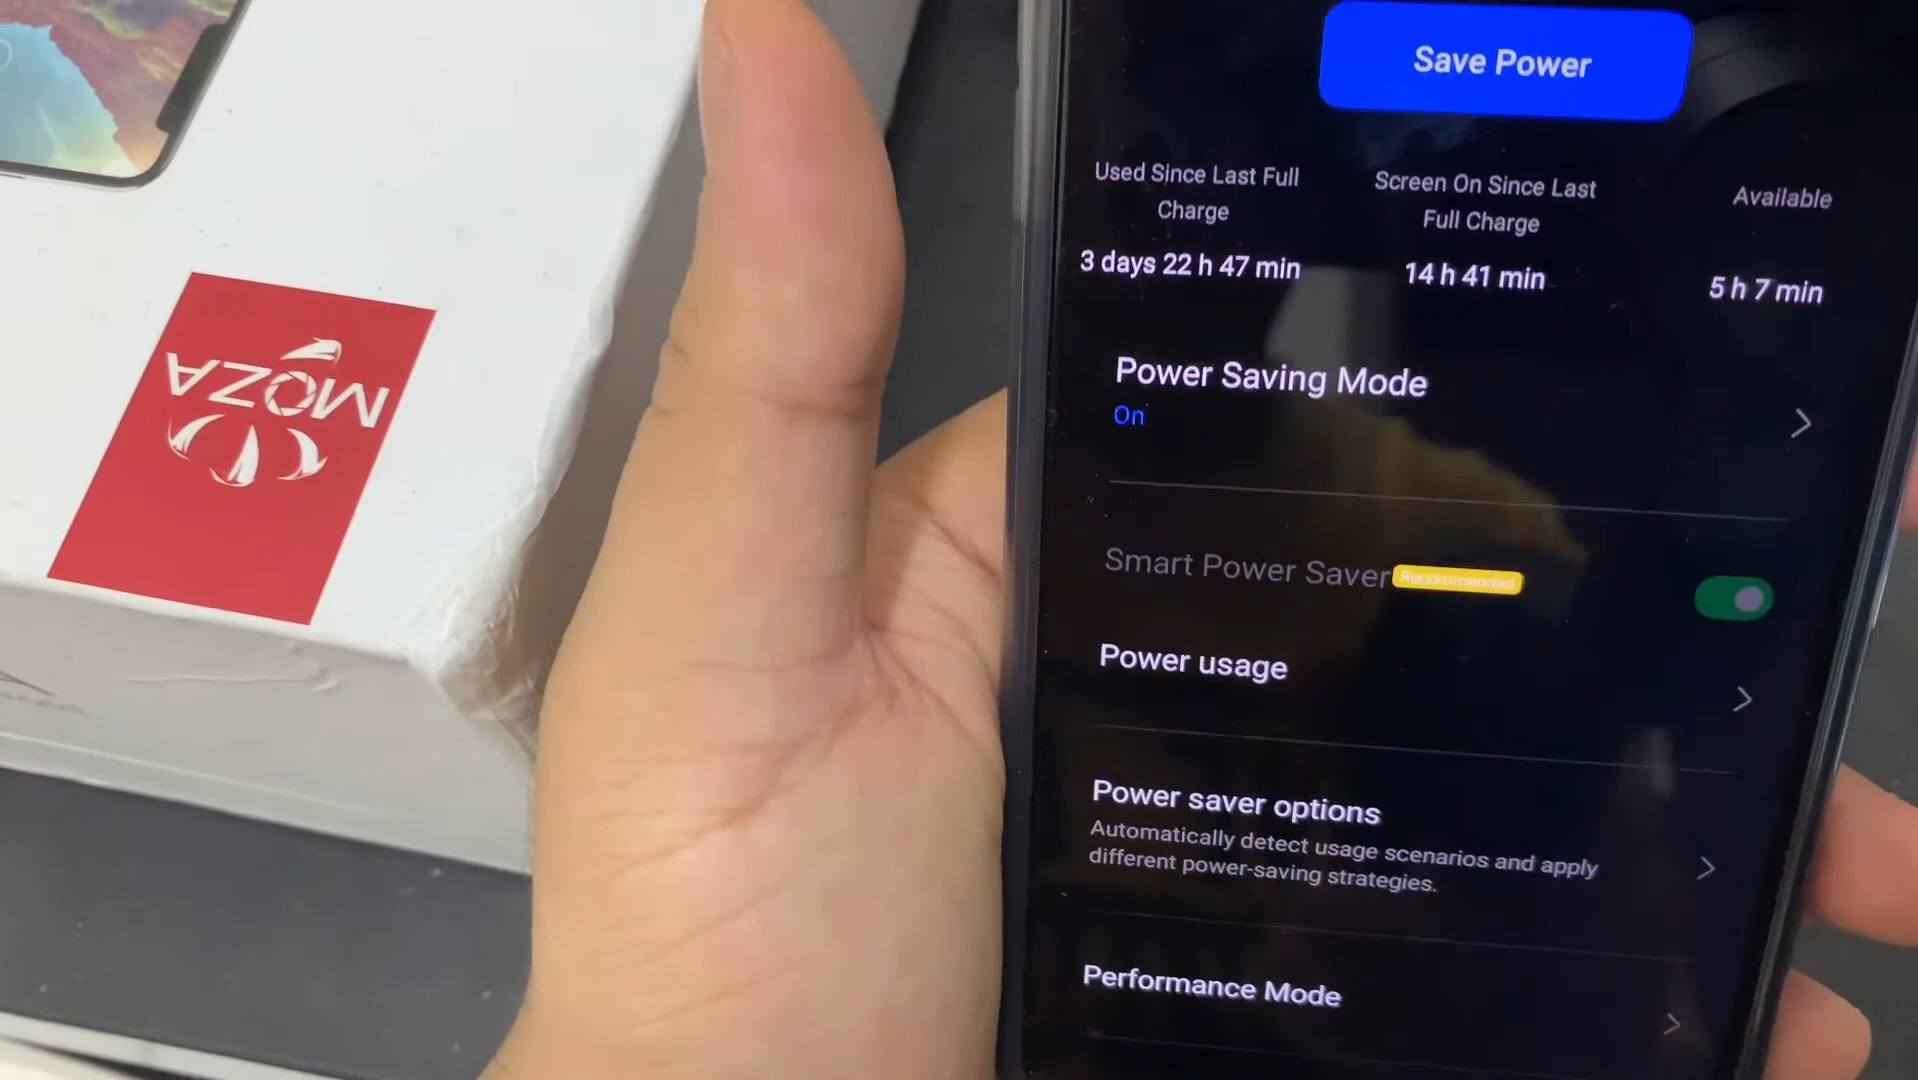 MOZA
Save Power
Used Since Last Full
Charge
3 days 22 h 47 min
Screen On Since Last
Full Charge
14 h 41 min
Available
5 h 7 min
Power Saving Mode
On
Smart Power Saver Recommended
Power usage
Power saver options
Automatically detect usage scenarios and apply
different power-saving strategies.
Performance Mode